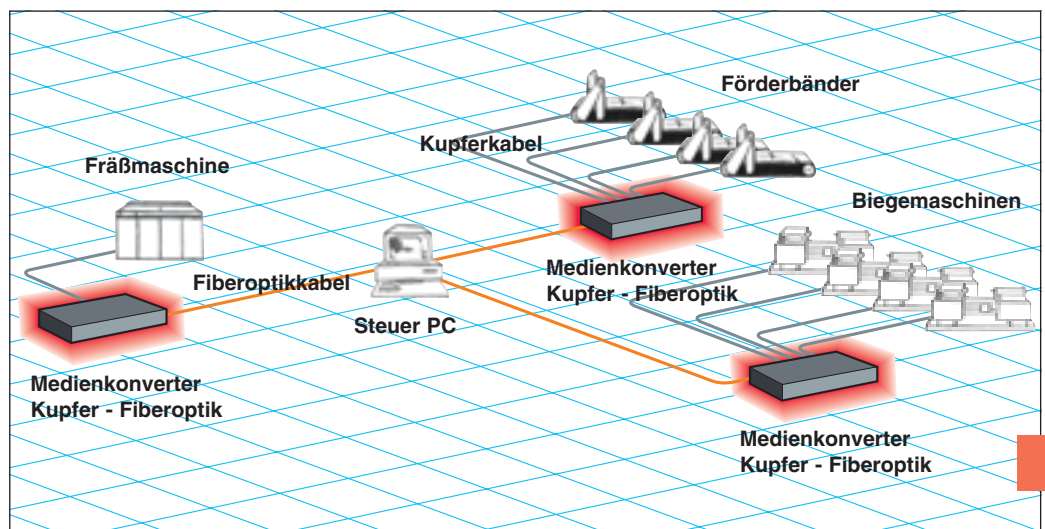 Förderbänder
Kupferkabel
Fräßmaschine
Biegemaschinen
Medienkonverter
Kupfer - Fiberoptik
Fiberoptikkabel
Steuer PC
Medienkonverter
Kupfer - Fiberoptik
Medienkonverter
Kupfer - Fiberoptik